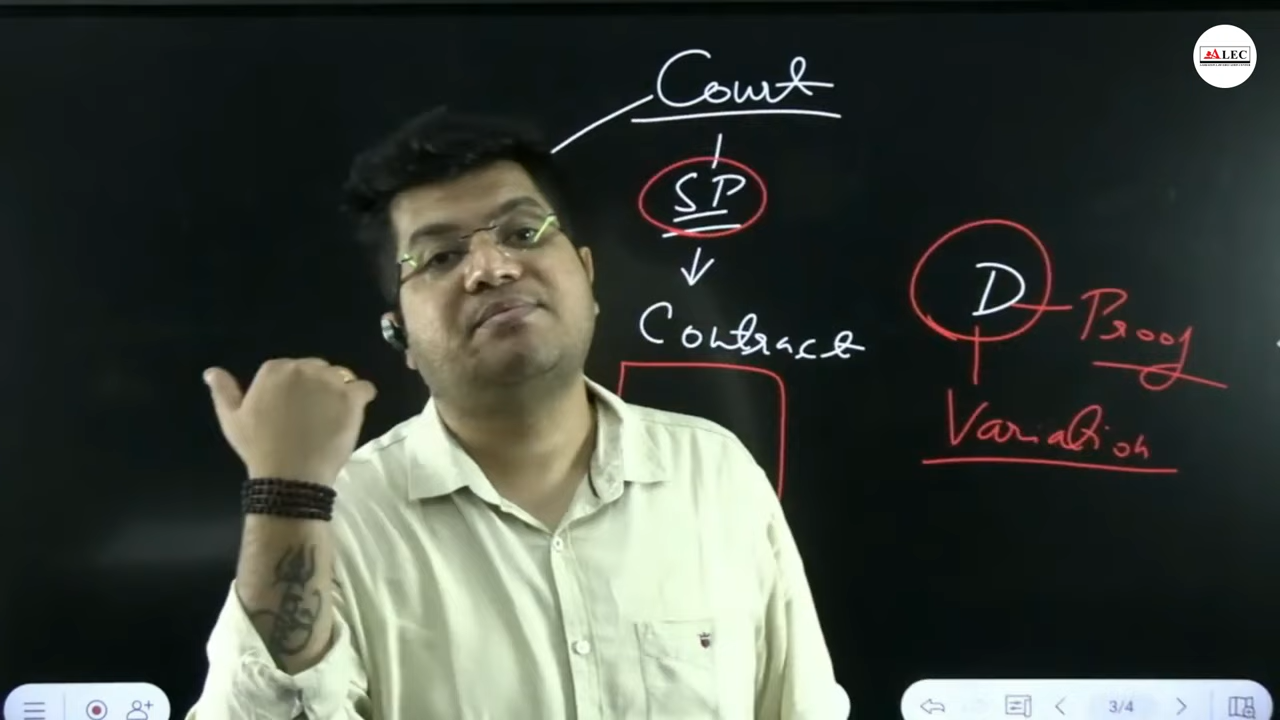 ALEC
Court
SP
Contract
D
Proof
Variation
3/4